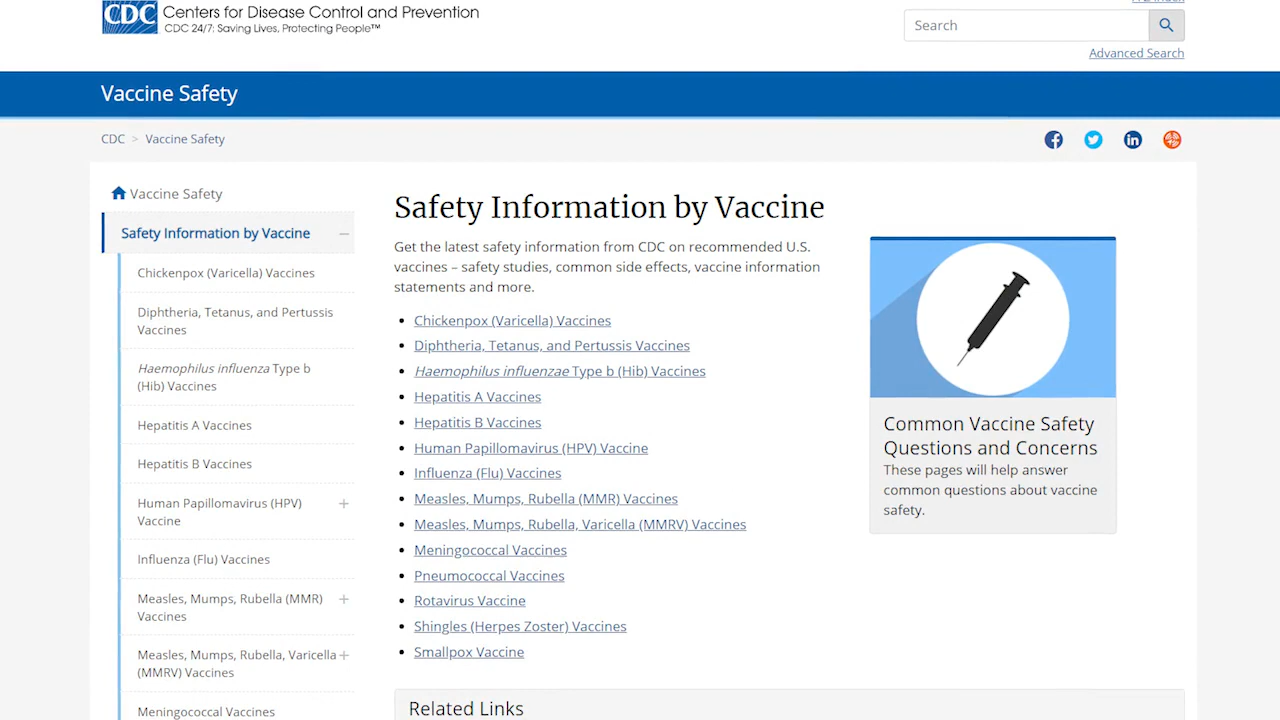 CDC
Centers for Disease Control and Prevention
CDC 24/7: Saving Lives, Protecting People™
Search
Advanced Search
Vaccine Safety
CDC > Vaccine Safety
Vaccine Safety
Safety Information by Vaccine
Chickenpox (Varicella) Vaccines
Diphtheria, Tetanus, and Pertussis
Vaccines
Haemophilus influenza Type b
(Hib) Vaccines
Hepatitis A Vaccines
Hepatitis B Vaccines
Human Papillomavirus (HPV)
Vaccine
Influenza (Flu) Vaccines
Measles, Mumps, Rubella (MMR)
Vaccines
Measles, Mumps, Rubella, Varicella
(MMRV) Vaccines
Meningococcal Vaccines
Safety Information by Vaccine
Get the latest safety information from CDC on recommended U.S.
vaccines – safety studies, common side effects, vaccine information
statements and more.
• Chickenpox (Varicella) Vaccines
• Diphtheria, Tetanus, and Pertussis Vaccines
• Haemophilus influenzae Type b (Hib) Vaccines
• Hepatitis A Vaccines
• Hepatitis B Vaccines
• Human Papillomavirus (HPV) Vaccine
• Influenza (Flu) Vaccines
• Measles, Mumps, Rubella (MMR) Vaccines
• Measles, Mumps, Rubella, Varicella (MMRV) Vaccines
• Meningococcal Vaccines
• Pneumococcal Vaccines
• Rotavirus Vaccine
• Shingles (Herpes Zoster) Vaccines
• Smallpox Vaccine
Common Vaccine Safety
Questions and Concerns
These pages will help answer
common questions about vaccine
safety.
Related Links